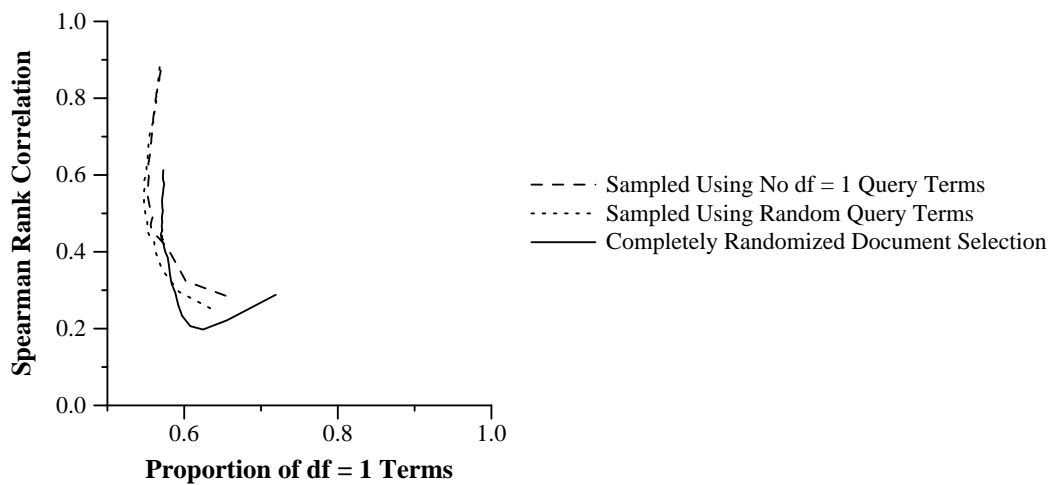 1.0
0.8
0.6
0.4
0.2
0.0
Spearman Rank Correlation
0.6
0.8
1.0
Proportion of df = 1 Terms
Sampled Using No df = 1 Query Terms
Sampled Using Random Query Terms
Completely Randomized Document Selection